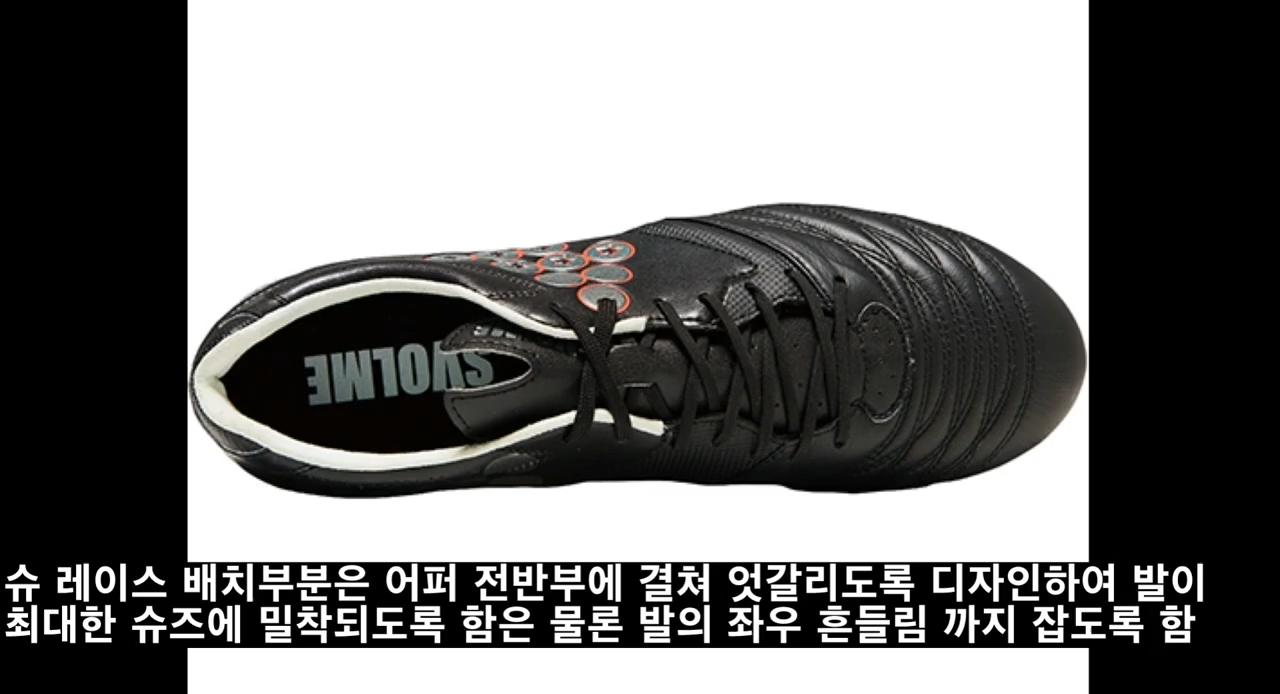 SVOLME
슈 레이스 배치부분은 어퍼 전반부에 결쳐 엇갈리도록 디자인하여 발이
최대한 슈즈에 밀착되도록 함은 물론 발의 좌우 흔들림 까지 잡도록 함